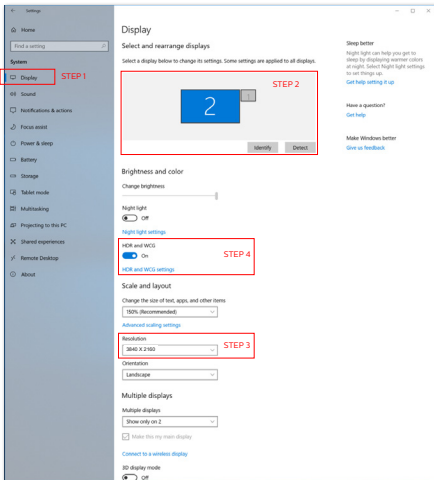 Settings
Home
Find a setting
System
Display
STEP 1
Sound
Notifications & actions
Focus assist
Power & sleep
Battery
Storage
Tablet mode
Multitasking
Projecting to this PC
Shared experiences
Remote Desktop
About
Display
Select and rearrange displays
Select a display below to change its settings. Some settings are applied to all displays.
STEP 2
2
1
Identify Detect
Brightness and color
Change brightness
Night light
Off
Night light settings
HDR and WCG
On
STEP 4
HDR and WCG settings
Scale and layout
Change the size of text, apps, and other items
150% (Recommended)
Advanced scaling settings
Resolution
3840 X 2160
STEP 3
Orientation
Landscape
Multiple displays
Multiple displays
Show only on 2
Make this my main display
Connect to a wireless display
3D display mode
Off
Sleep better
Night light can help you get to
sleep by displaying warmer colors
at night. Select Night light settings
to set things up.
Get help setting it up
Have a question?
Get help
Make Windows better
Give us feedback